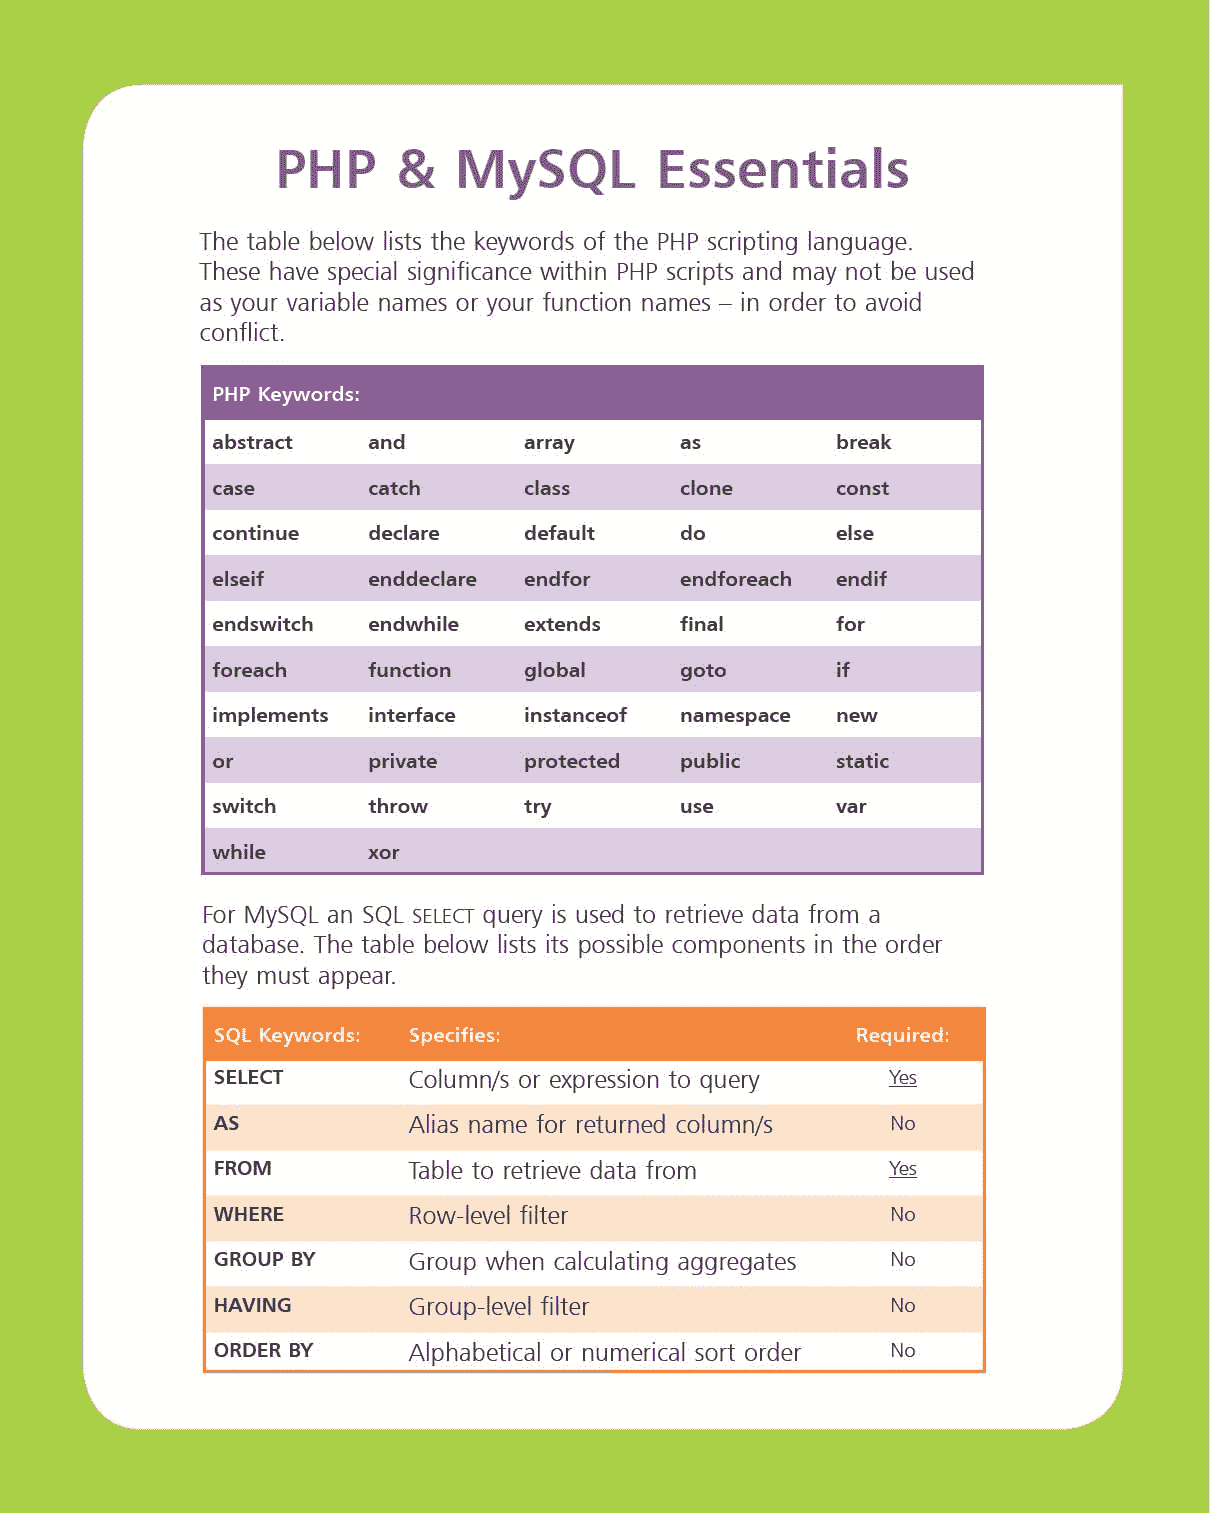 PHP & MySQL Essentials
The table below lists the keywords of the PHP scripting language.
These have special significance within PHP scripts and may not be used
as your variable names or your function names – in order to avoid
conflict.
PHP Keywords:
abstract and array as break
case catch class clone const
continue declare default do else
elseif enddeclare endfor endforeach endif
endswitch endwhile extends final for
foreach function global goto if
implements interface instanceof namespace new
or private protected public static
switch throw try use var
while xor
For MySQL an SQL SELECT query is used to retrieve data from a
database. The table below lists its possible components in the order
they must appear.
SQL Keywords: Specifies: Required:
SELECT Column/s or expression to query Yes
AS Alias name for returned column/s No
FROM Table to retrieve data from Yes
WHERE Row-level filter No
GROUP BY Group when calculating aggregates No
HAVING Group-level filter No
ORDER BY Alphabetical or numerical sort order No